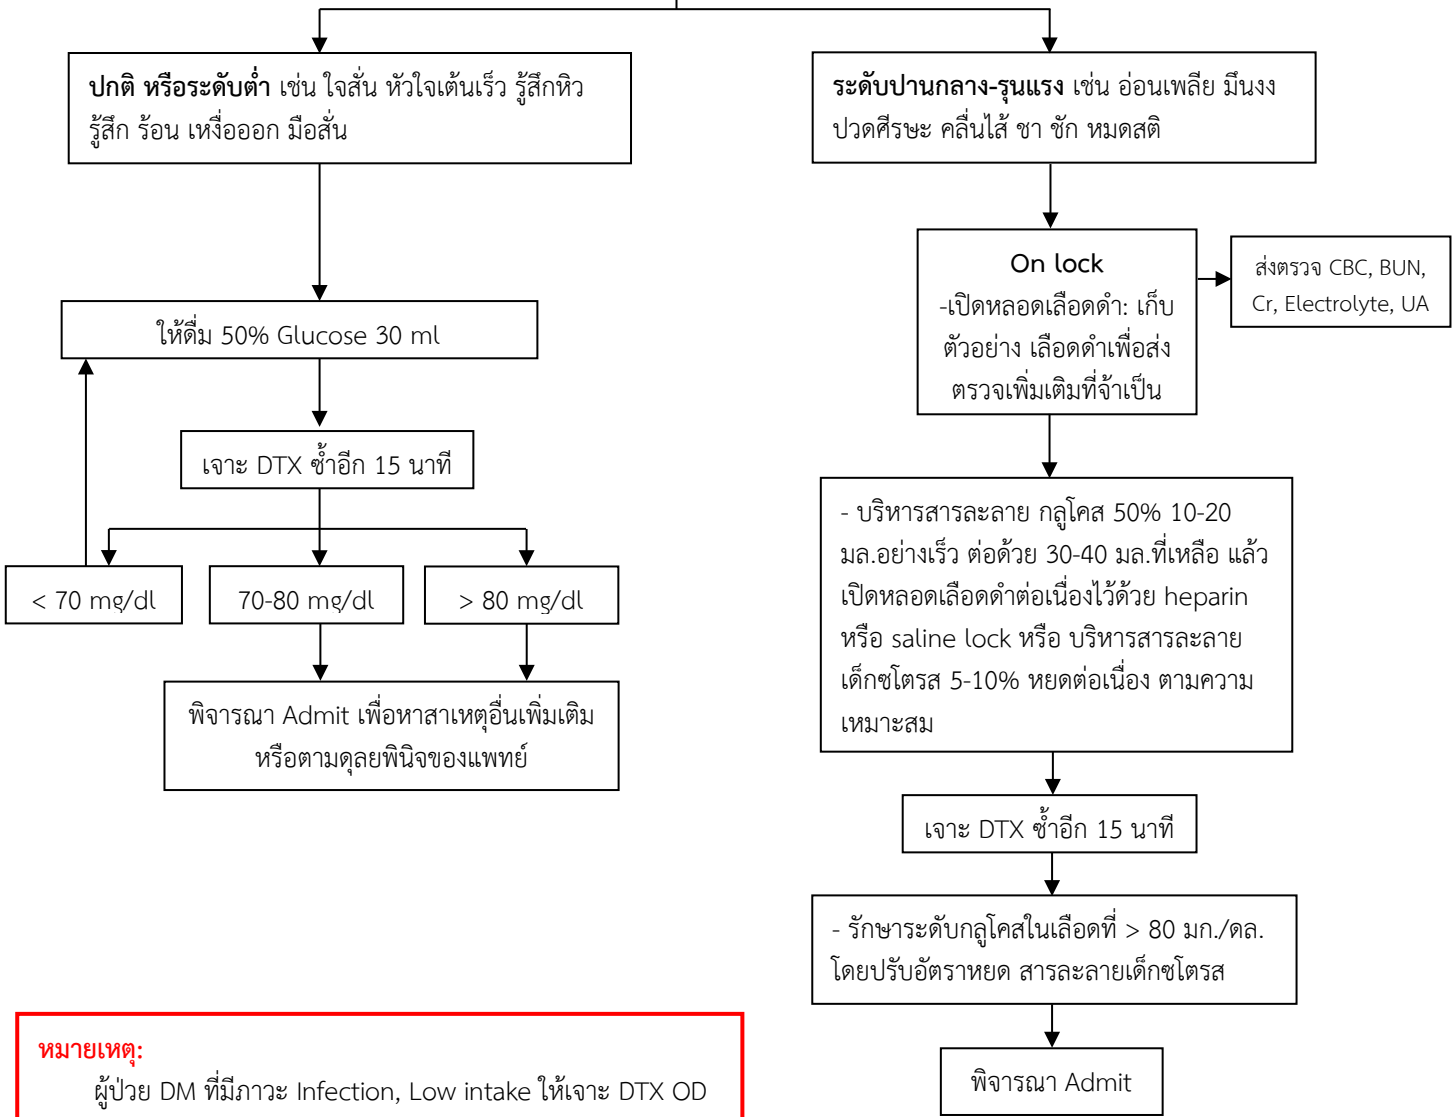 ปกติ หรือระดับต่ำ เช่น ใจสั่น หัวใจเต้นเร็ว รู้สึกหิว
รู้สึก ร้อน เหงื่อออก มือสั่น
ให้ดื่ม 50% Glucose 30 ml
เจาะ DTX ซ้ำอีก 15 นาที
< 70 mg/dl
70-80 mg/dl
> 80 mg/dl
พิจารณา Admit เพื่อหาสาเหตุอื่นเพิ่มเติม
หรือตามดุลยพินิจของแพทย์
ระดับปานกลาง-รุนแรง เช่น อ่อนเพลีย มึนงง
ปวดศีรษะ คลื่นไส้ ชา ชัก หมดสติ
On lock
-เปิดหลอดเลือดดำ: เก็บ
ตัวอย่าง เลือดดำเพื่อส่ง
ตรวจเพิ่มเติมที่จ้าเป็น
ส่งตรวจ CBC, BUN,
Cr, Electrolyte, UA
- บริหารสารละลาย กลูโคส 50% 10-20
มล.อย่างเร็ว ต่อด้วย 30-40 มล.ที่เหลือ แล้ว
เปิดหลอดเลือดดำต่อเนื่องไว้ด้วย heparin
หรือ saline lock หรือ บริหารสารละลาย
เด็กซโตรส 5-10% หยดต่อเนื่อง ตามความ
เหมาะสม
เจาะ DTX ซ้ำอีก 15 นาที
- รักษาระดับกลูโคสในเลือดที่ > 80 มก./ดล.
โดยปรับอัตราหยด สารละลายเด็กซโตรส
พิจารณา Admit
หมายเหตุ:
ผู้ป่วย DM ที่มีภาวะ Infection, Low intake ให้เจาะ DTX OD